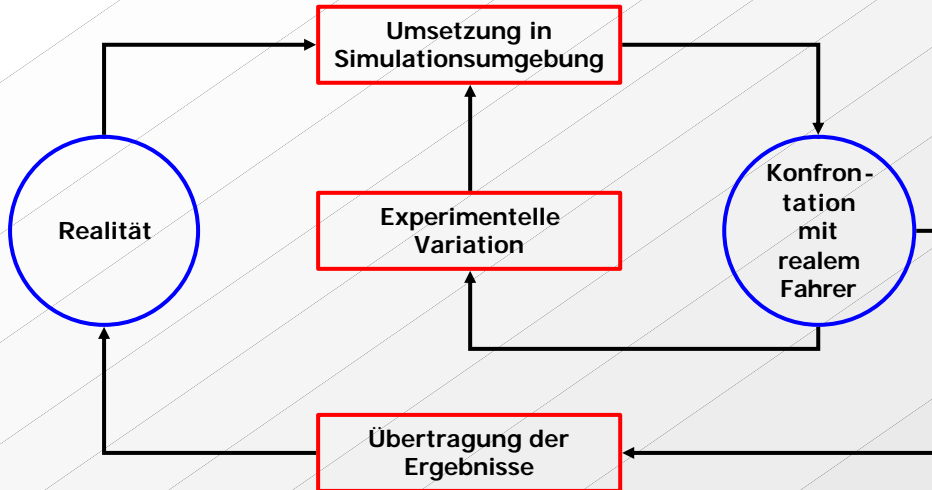 Umsetzung in
Simulationsumgebung
Realität
Experimentelle
Variation
Konfron-
tation
mit
realem
Fahrer
Übertragung der
Ergebnisse